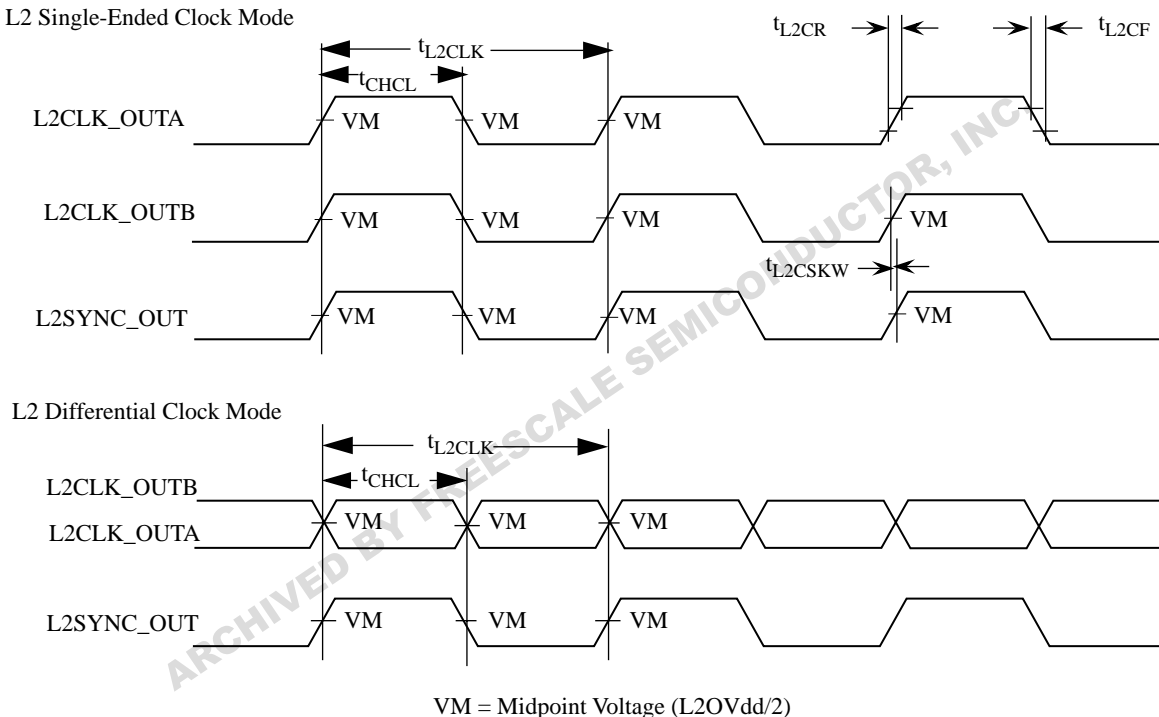 L2 Single-Ended Clock Mode
tL2CR
tL2CF
tL2CLK
tCHCL
L2CLK_OUTA
VM
VM
VM
L2CLK_OUTB
VM
VM
VM
VM
tL2CSKW
L2SYNC_OUT
VM
VM
VM
VM
L2 Differential Clock Mode
tL2CLK
tCHCL
L2CLK_OUTB
L2CLK_OUTA
VM
VM
VM
L2SYNC_OUT
VM
VM
VM
VM = Midpoint Voltage (L2OVdd/2)
ARCHIVED BY FREESCALE SEMICONDUCTOR, INC